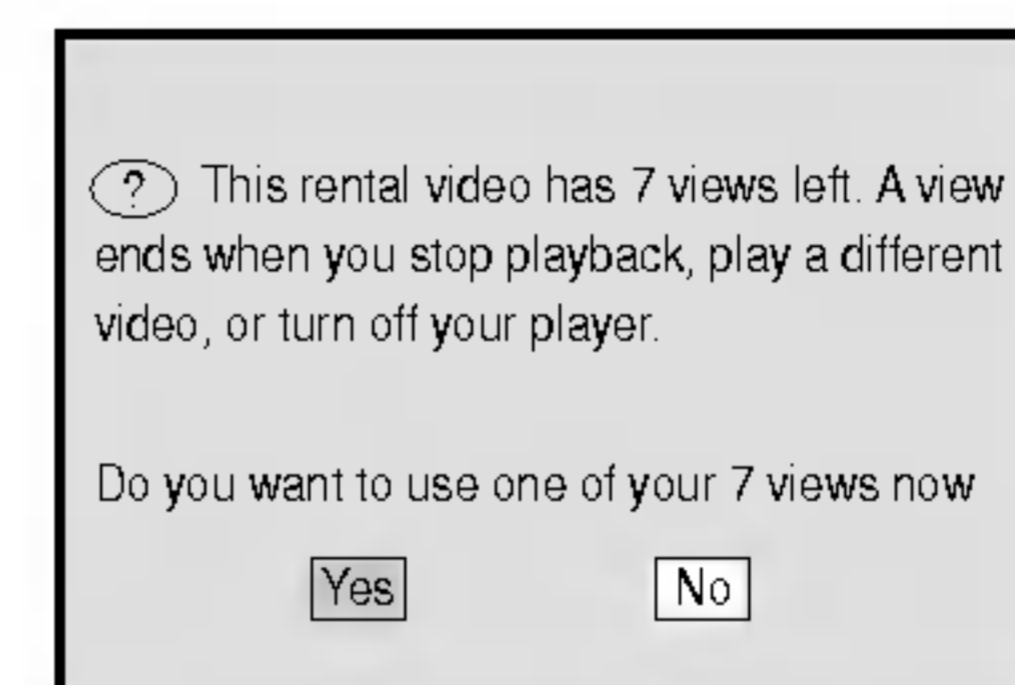 ? This rental video has 7 views left. A view
ends when you stop playback, play a different
video, or turn off your player.
Do you want to use one of your 7 views now
Yes No